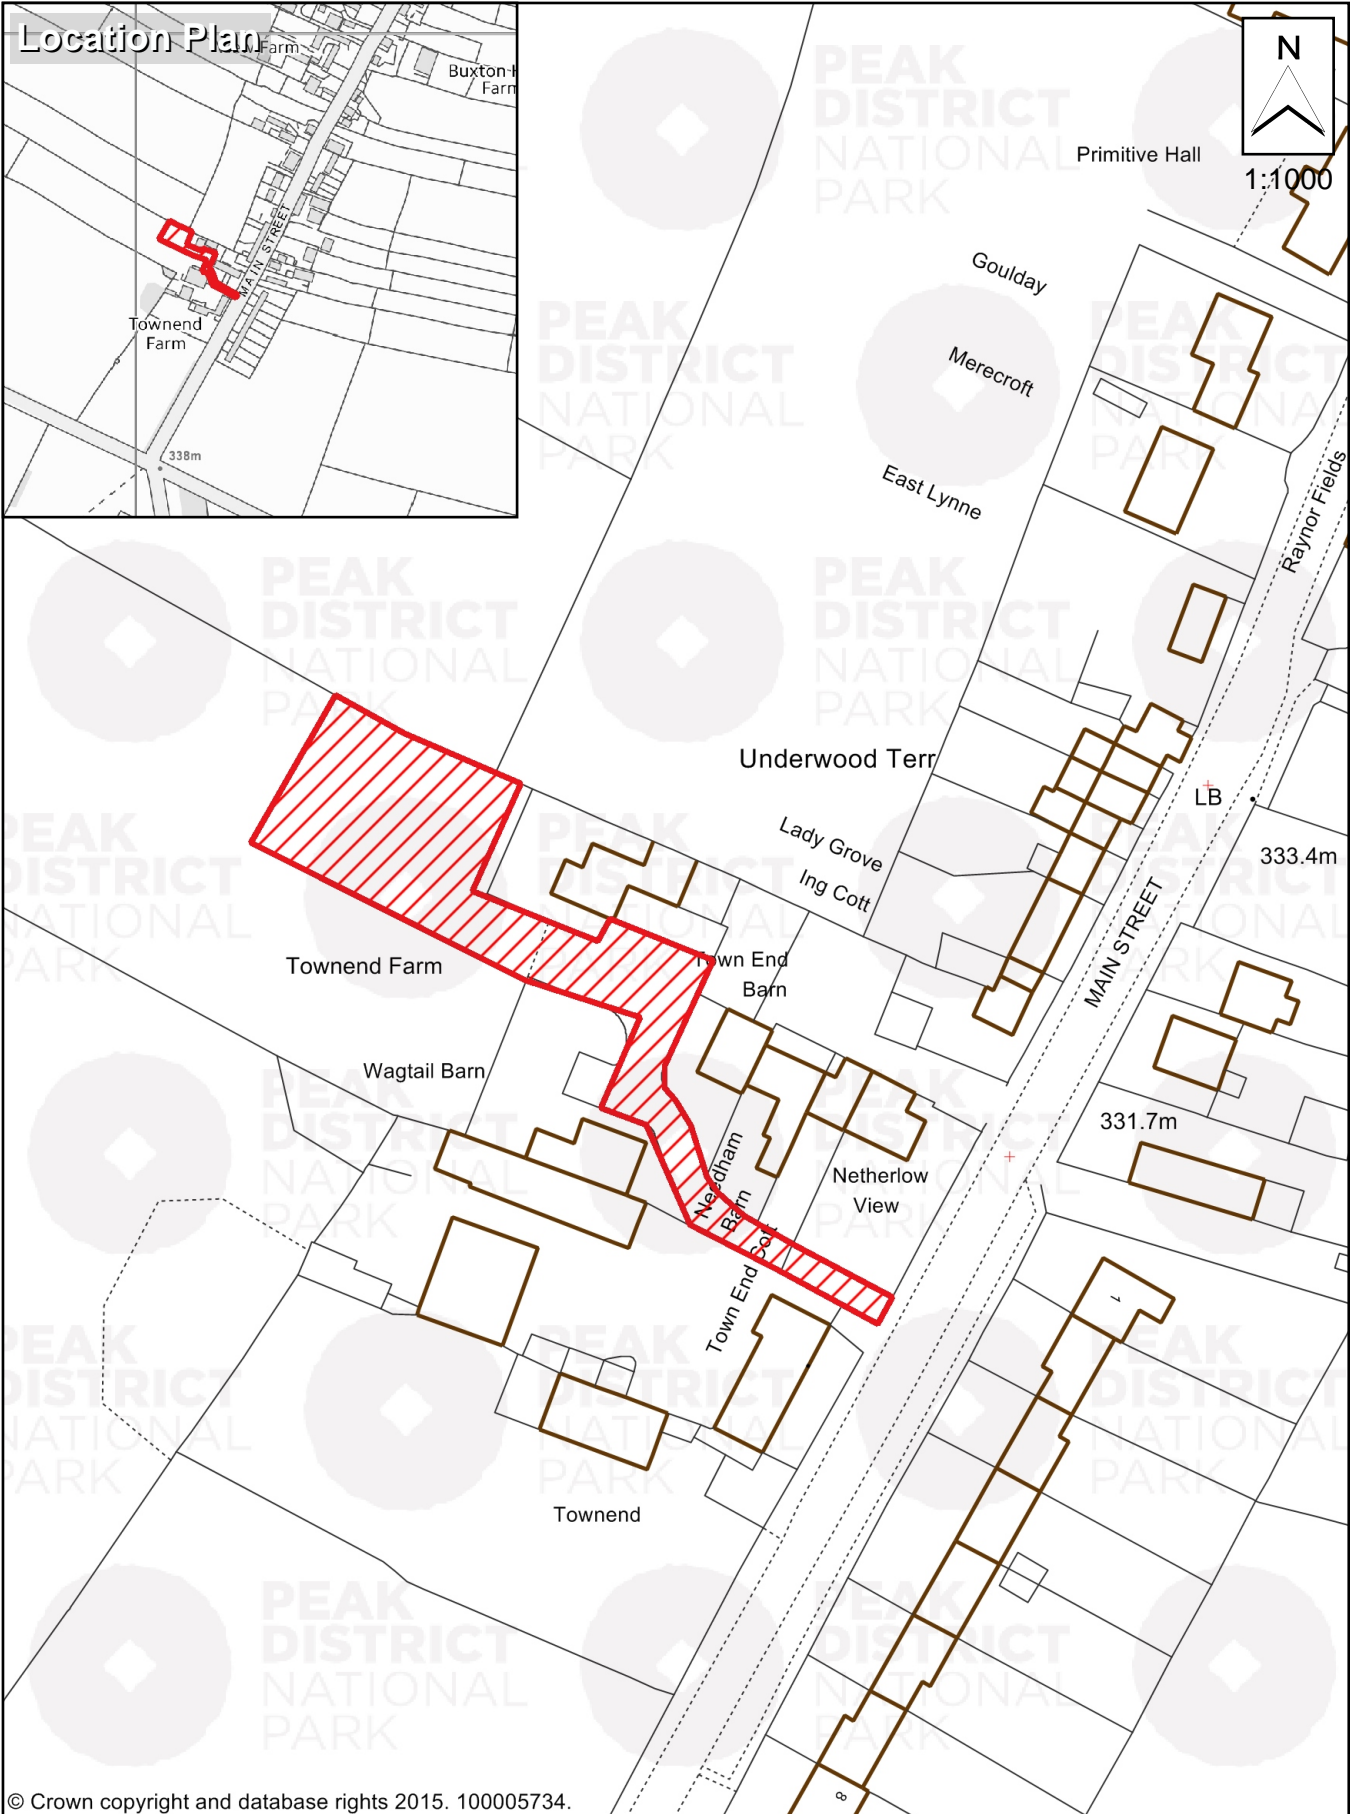 Location Plan
Farm
Buxton H
Farm
MAIN STREET
Townend
Farm
338m
N
1:1000
Primitive Hall
Goulday
Merecroft
East Lynne
Raynor Fields
Underwood Terr
LB
Lady Grove
333.4m
Ing Cott
MAIN STREET
Townend Farm
Town End
Barn
Wagtail Barn
331.7m
Needham
Barn
Netherlow
View
Town End Cott
1
Townend
8
PEAK
DISTRICT
NATIONAL
PARK
© Crown copyright and database rights 2015. 100005734.